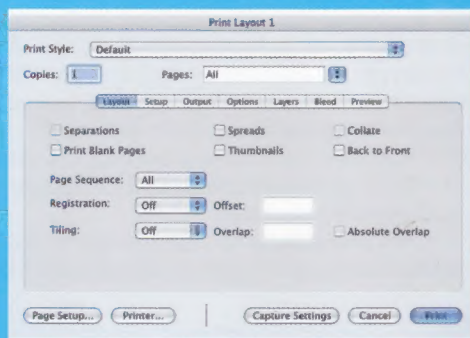 Print Layout 1
Print Style: Default
Copies: 1 Pages: All
Layout Setup Output Options Layers Bleed Preview
Separations Spreads Collate
Print Blank Pages Thumbnails Back to Front
Page Sequence: All
Registration: Off Offset:
Tiling: Off Overlap: Absolute Overlap
Page Setup... Printer... Capture Settings Cancel Print